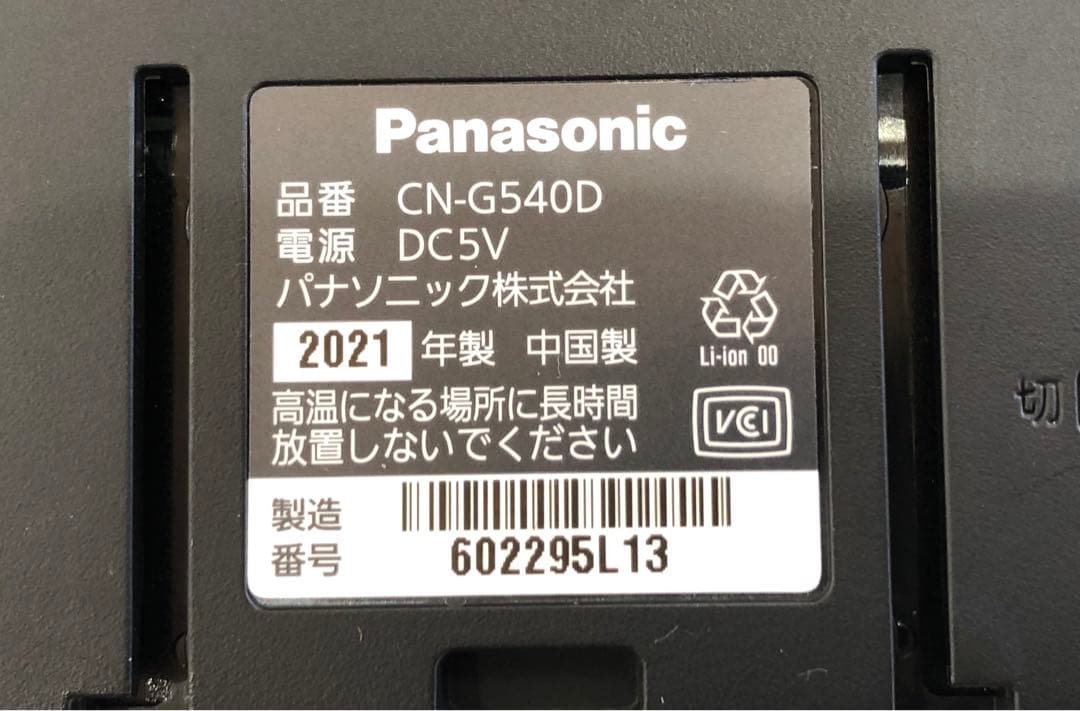 Panasonic
品番 CN-G540D
電源 DC5V
パナソニック株式会社
2021 年製 中国製
Li-ion 00
高温になる場所に長時間
放置しないでください
VCCI
製造
番号
602295L13
切